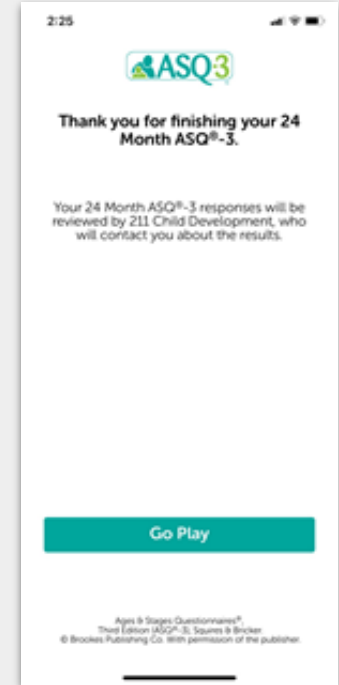 2:25
ASQ:3
Thank you for finishing your 24
Month ASQ®-3.
Your 24 Month ASQ®-3 responses will be
reviewed by 211 Child Development, who
will contact you about the results.
Go Play
Ages & Stages Questionnaires®,
Third Edition (ASQ®-3), Squires & Bricker
© Brookes Publishing Co. With permission of the publisher.